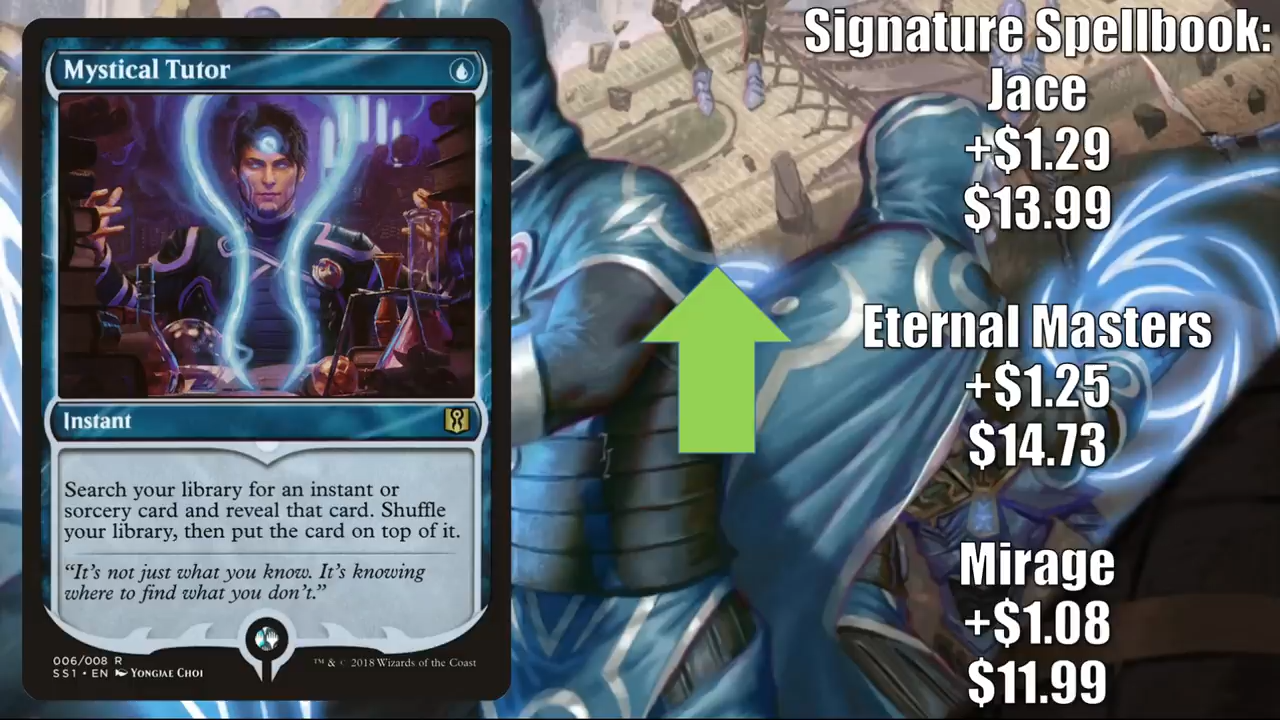 Mystical Tutor
Instant
Search your library for an instant or
sorcery card and reveal that card. Shuffle
your library, then put the card on top of it.
“It’s not just what you know. It’s knowing
where to find what you don’t.”
006/008 R
SS1 • EN Yongjae Choi
™ & © 2018 Wizards of the Coast
Signature Spellbook:
Jace
+$1.29
$13.99
Eternal Masters
+$1.25
$14.73
Mirage
+$1.08
$11.99